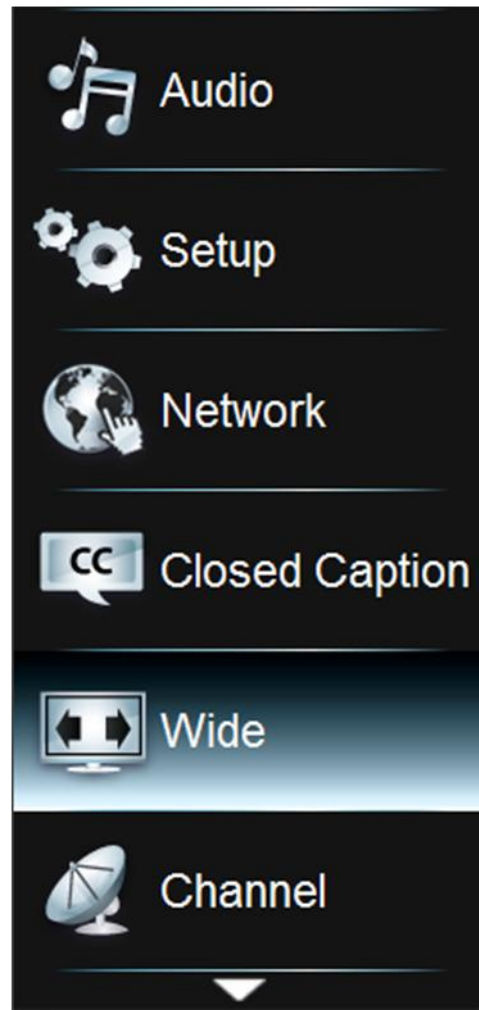 Audio
Setup
Network
CC
Closed Caption
Wide
Channel